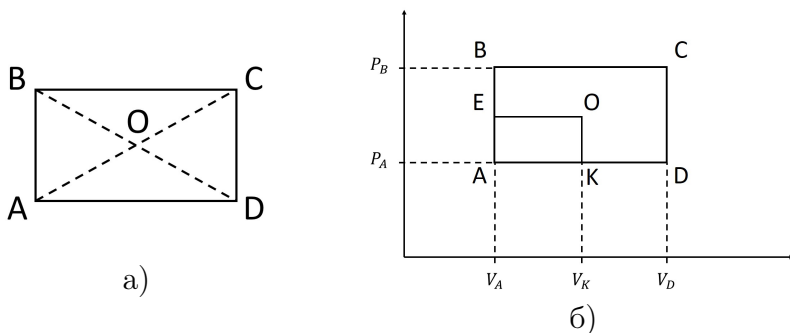 B C
O
A D
а)
B C
P_B
E O
P_A
A K D
V_A V_K V_D
б)